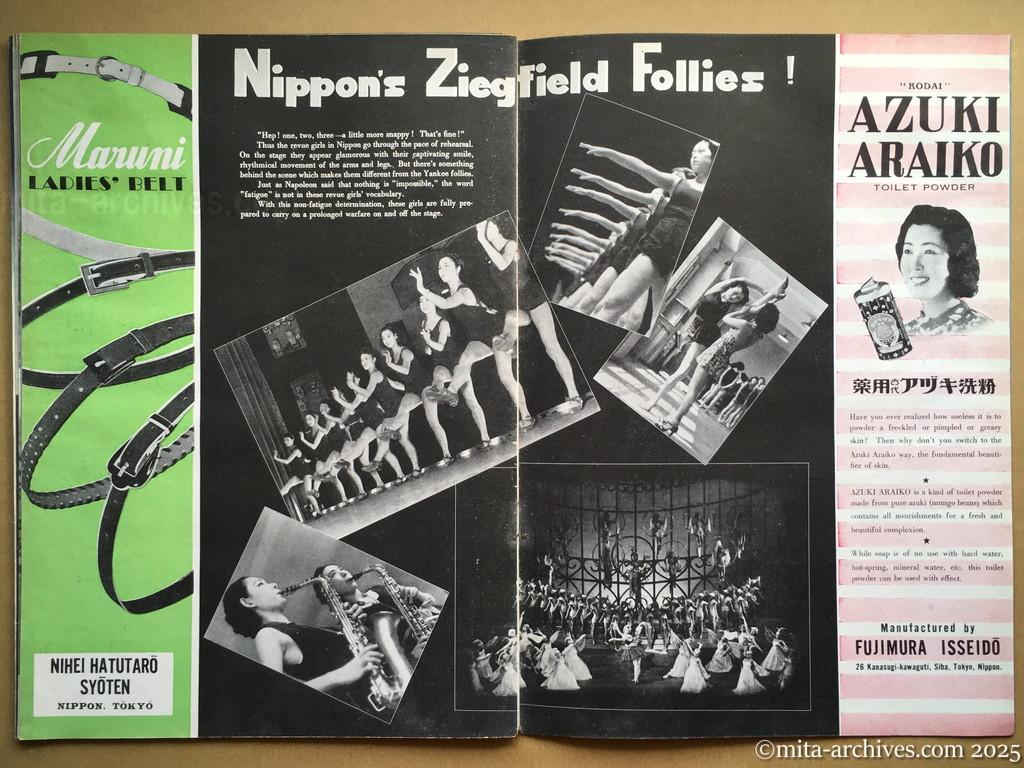 Maruni
LADIES' BELT
NIHEI HATUTARŌ
SYŌTEN
NIPPON. TŌKYŌ
Nippon's Ziegfield Follies !
"Hep! one, two, three—a little more snappy! That's fine!"
Thus the revue girls in Nippon go through the pace of rehearsal.
On the stage they appear glamorous with their captivating smile,
rhythmical movement of the arms and legs. But there's something
behind the scene which makes them different from the Yankee follies.
Just as Napoleon said that nothing is "impossible," the word
"fatigue" is not in these revue girls' vocabulary.
With this non-fatigue determination, these girls are fully pre-
pared to carry on a prolonged warfare on and off the stage.
"KODAI"
AZUKI
ARAIKO
TOILET POWDER
薬用古代アヅキ洗粉
Have you ever realized how useless it is to
powder a freckled or pimpled or greasy
skin? Then why don't you switch to the
Azuki Araiko way, the fundamental beauti-
fier of skin.
★
AZUKI ARAIKO is a kind of toilet powder
made from pure azuki (mungo beans) which
contains all nourishments for a fresh and
beautiful complexion.
★
While soap is of no use with hard water,
hot-spring, mineral water, etc. this toilet
powder can be used with effect.
Manufactured by
FUJIMURA ISSEIDŌ
26 Kanasugi-kawaguti, Siba, Tokyo, Nippon.
©mita-archives.com 2025